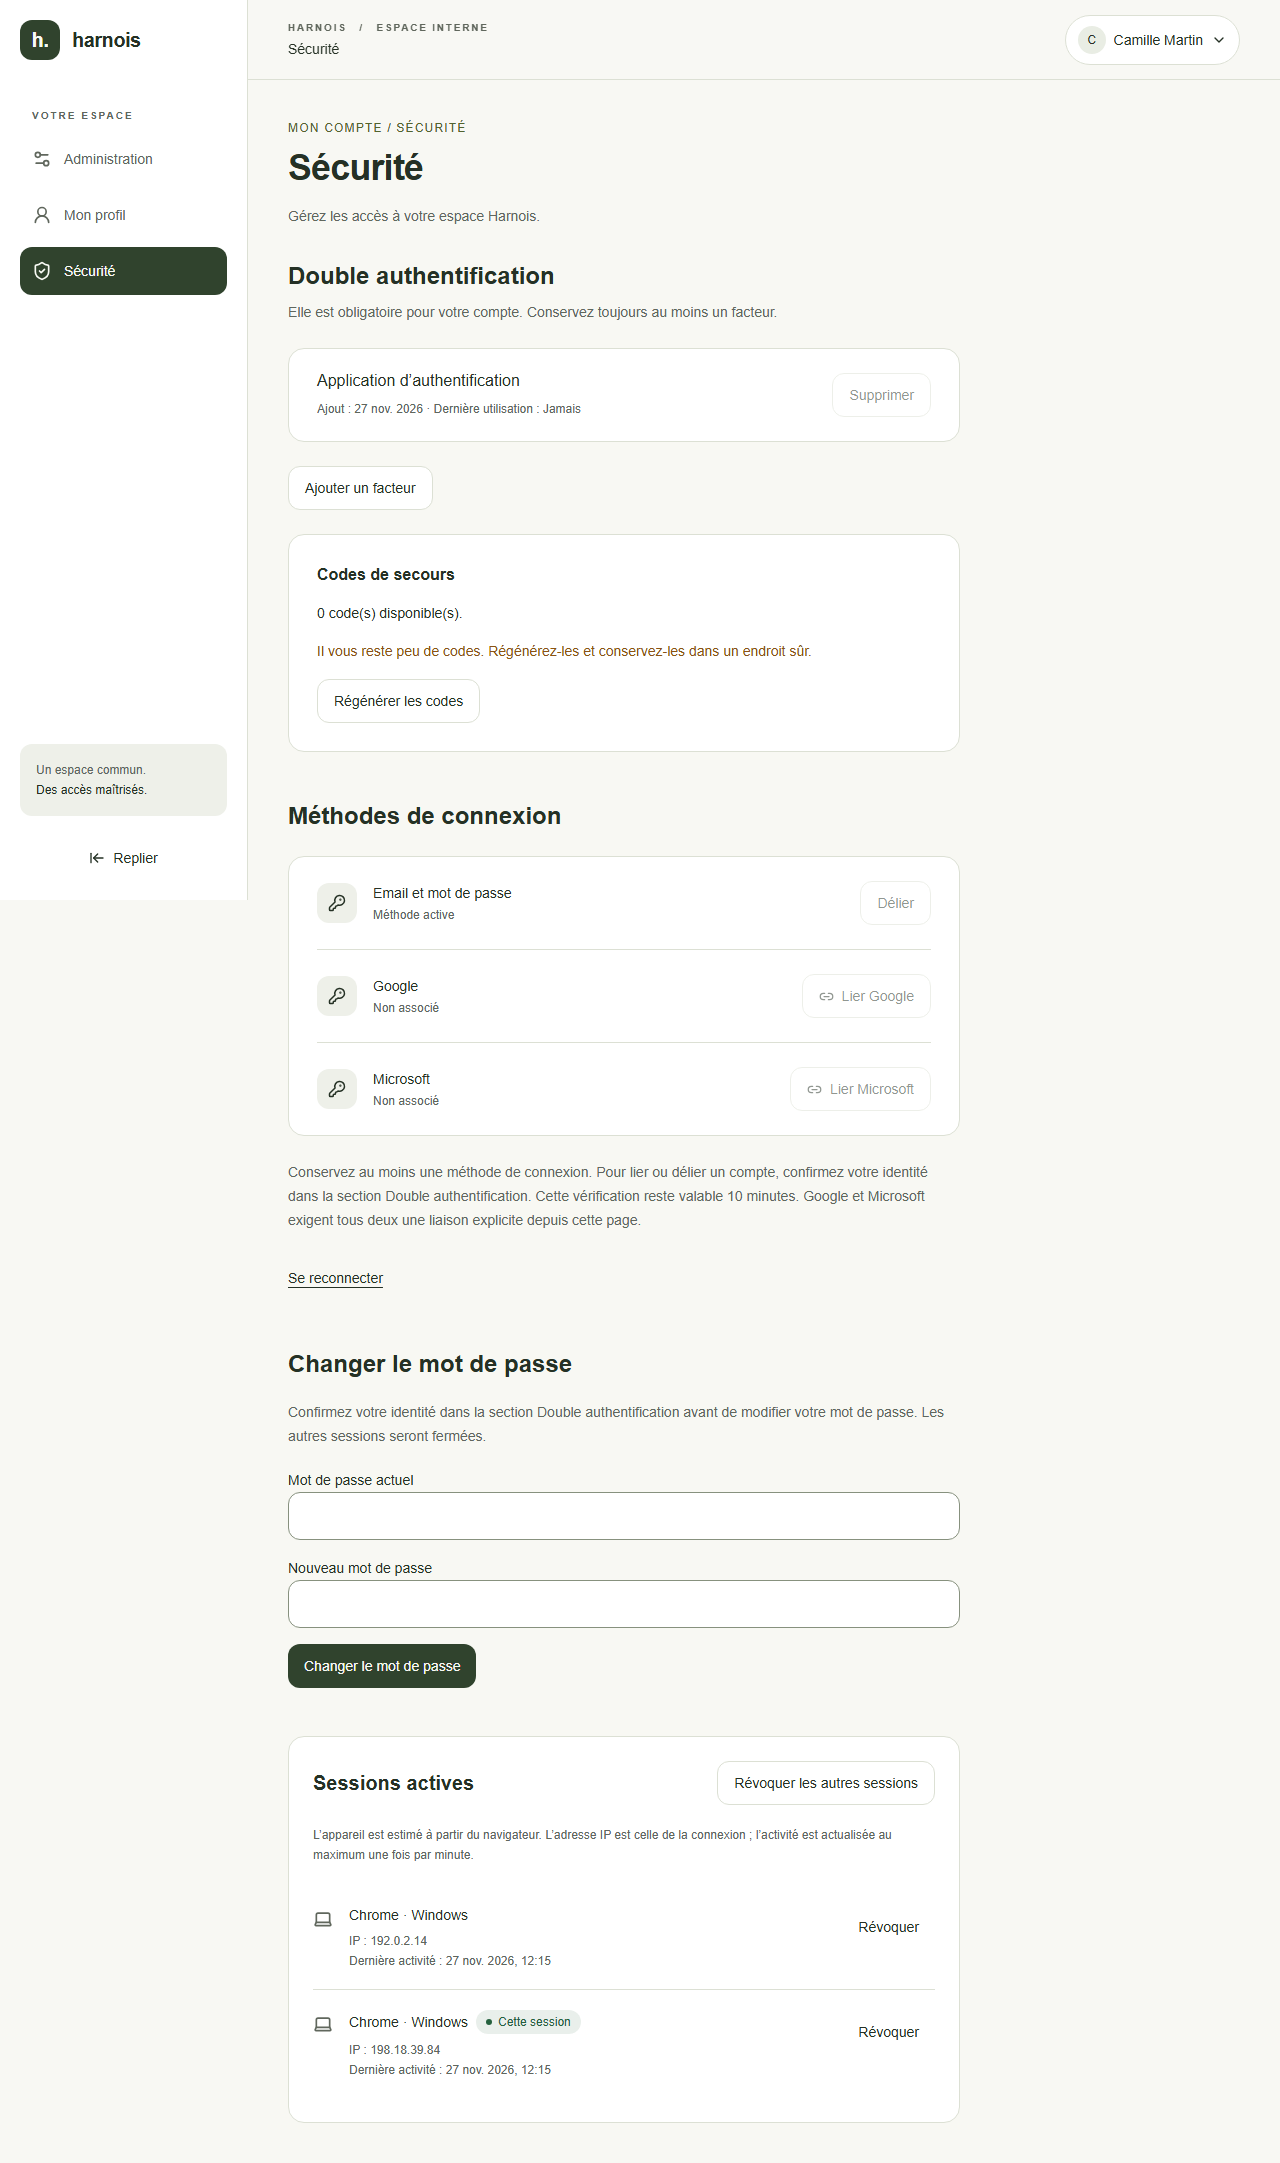 h. harnois
VOTRE ESPACE
Administration
Mon profil
Sécurité
Un espace commun.
Des accès maîtrisés.
Replier
HARNOIS / ESPACE INTERNE
Sécurité
C Camille Martin
MON COMPTE / SÉCURITÉ
Sécurité
Gérez les accès à votre espace Harnois.
Double authentification
Elle est obligatoire pour votre compte. Conservez toujours au moins un facteur.
Application d’authentification
Ajout : 27 nov. 2026 · Dernière utilisation : Jamais
Supprimer
Ajouter un facteur
Codes de secours
0 code(s) disponible(s).
Il vous reste peu de codes. Régénérez-les et conservez-les dans un endroit sûr.
Régénérer les codes
Méthodes de connexion
Email et mot de passe
Méthode active
Délier
Google
Non associé
Lier Google
Microsoft
Non associé
Lier Microsoft
Conservez au moins une méthode de connexion. Pour lier ou délier un compte, confirmez votre identité
dans la section Double authentification. Cette vérification reste valable 10 minutes. Google et Microsoft
exigent tous deux une liaison explicite depuis cette page.
Se reconnecter
Changer le mot de passe
Confirmez votre identité dans la section Double authentification avant de modifier votre mot de passe. Les
autres sessions seront fermées.
Mot de passe actuel
Nouveau mot de passe
Changer le mot de passe
Sessions actives
Révoquer les autres sessions
L’appareil est estimé à partir du navigateur. L’adresse IP est celle de la connexion ; l’activité est actualisée au
maximum une fois par minute.
Chrome · Windows
IP : 192.0.2.14
Dernière activité : 27 nov. 2026, 12:15
Révoquer
Chrome · Windows Cette session
IP : 198.18.39.84
Dernière activité : 27 nov. 2026, 12:15
Révoquer